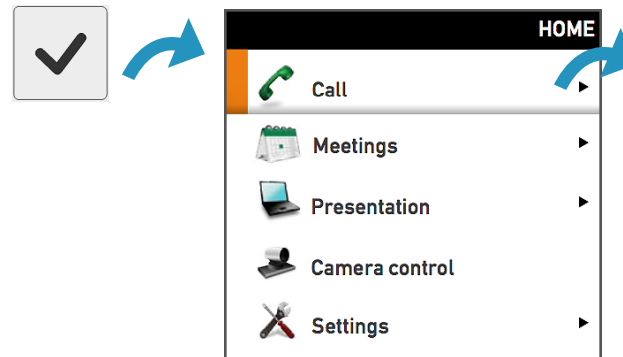 HOME
Call
Meetings
Presentation
Camera control
Settings